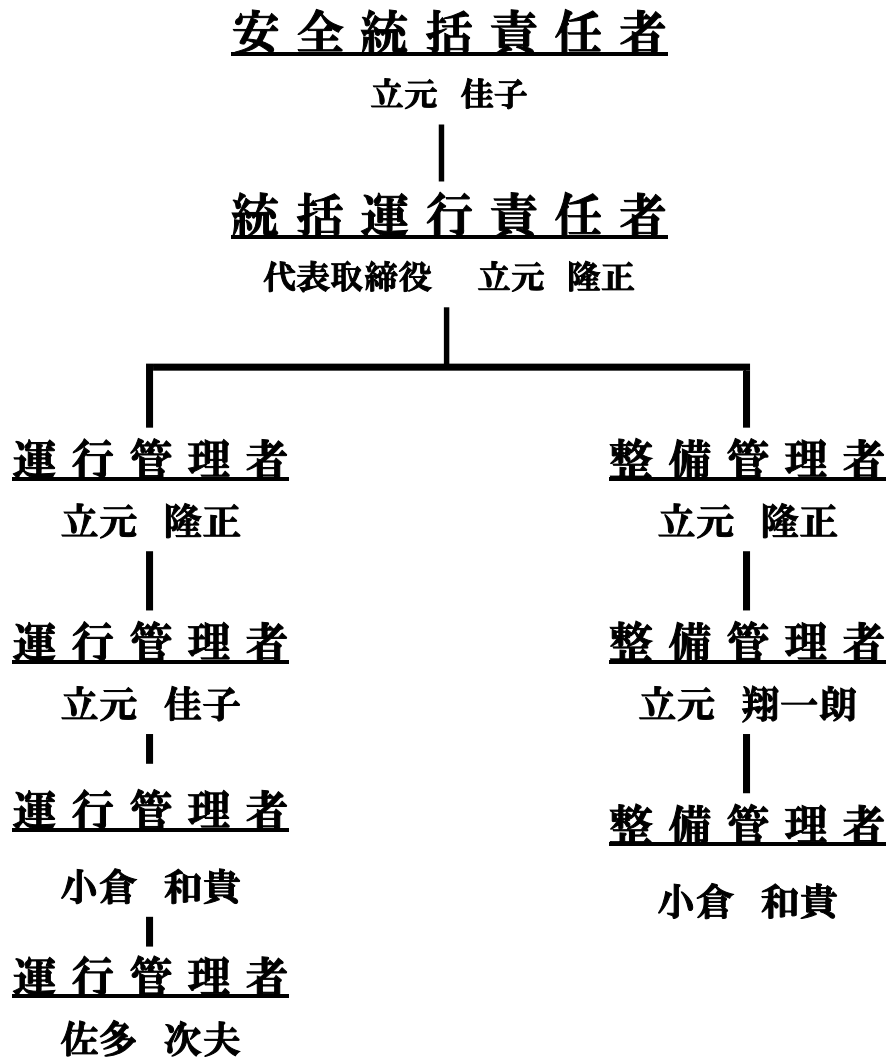 安全統括責任者
立元 佳子
統括運行責任者
代表取締役 立元 隆正
運行管理者
立元 隆正
運行管理者
立元 佳子
運行管理者
小倉 和貴
運行管理者
佐多 次夫
整備管理者
立元 隆正
整備管理者
立元 翔一朗
整備管理者
小倉 和貴